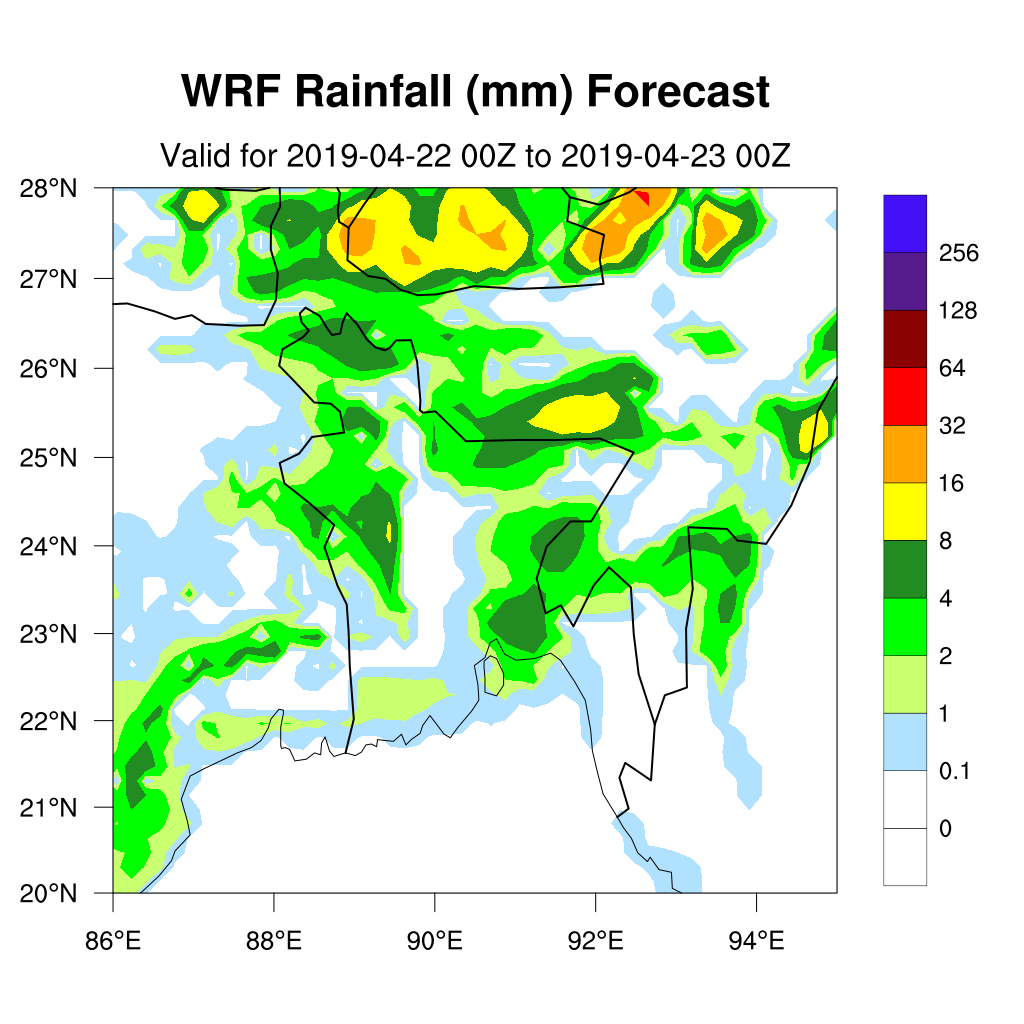 WRF Rainfall (mm) Forecast
Valid for 2019-04-22 00Z to 2019-04-23 00Z
28°N
27°N
26°N
25°N
24°N
23°N
22°N
21°N
20°N
86°E
88°E
90°E
92°E
94°E
256
128
64
32
16
8
4
2
1
0.1
0